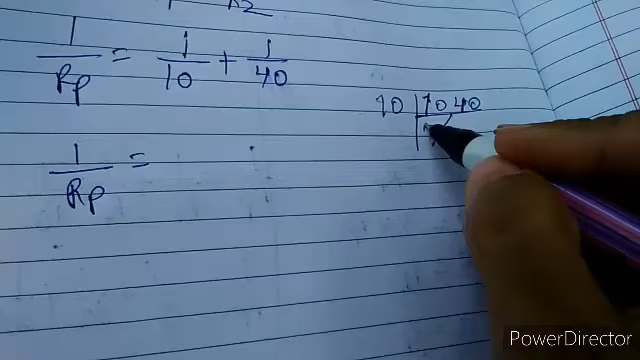 1/Rp = 1/10 + 1/40
10 | 10 40
1/Rp =
PowerDirector